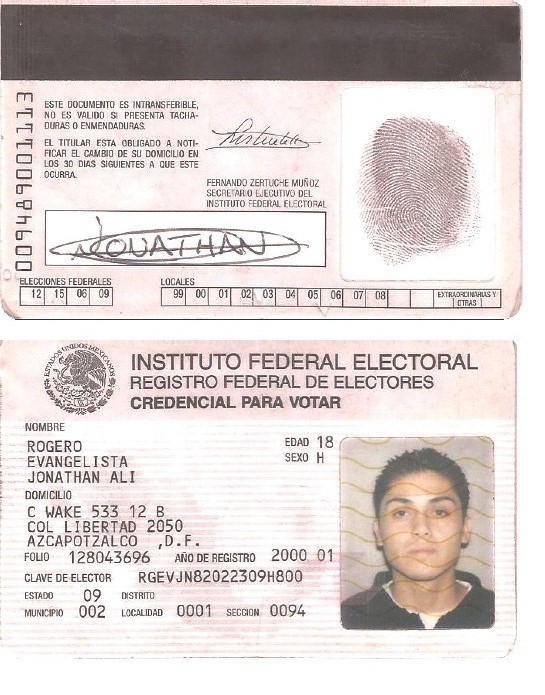 0094890011113
ESTE DOCUMENTO ES INTRANSFERIBLE,
NO ES VALIDO SI PRESENTA TACHA-
DURAS O ENMENDADURAS.
EL TITULAR ESTA OBLIGADO A NOTI-
FICAR EL CAMBIO DE SU DOMICILIO EN
LOS 30 DIAS SIGUIENTES A QUE ESTE
OCURRA.
FERNANDO ZERTUCHE MUÑOZ
SECRETARIO EJECUTIVO DEL
INSTITUTO FEDERAL ELECTORAL
JONATHAN
ELECCIONES FEDERALES LOCALES
12 15 06 09 99 00 01 02 03 04 05 06 07 08 EXTRAORDINARIAS Y OTRAS
ESTADOS UNIDOS MEXICANOS
INSTITUTO FEDERAL ELECTORAL
REGISTRO FEDERAL DE ELECTORES
CREDENCIAL PARA VOTAR
NOMBRE
ROGERO
EVANGELISTA
JONATHAN ALI
EDAD 18
SEXO H
DOMICILIO
C WAKE 533 12 B
COL LIBERTAD 2050
AZCAPOTZALCO ,D.F.
FOLIO 128043696 AÑO DE REGISTRO 2000 01
CLAVE DE ELECTOR RGEVJN82022309H800
ESTADO 09 DISTRITO
MUNICIPIO 002 LOCALIDAD 0001 SECCION 0094